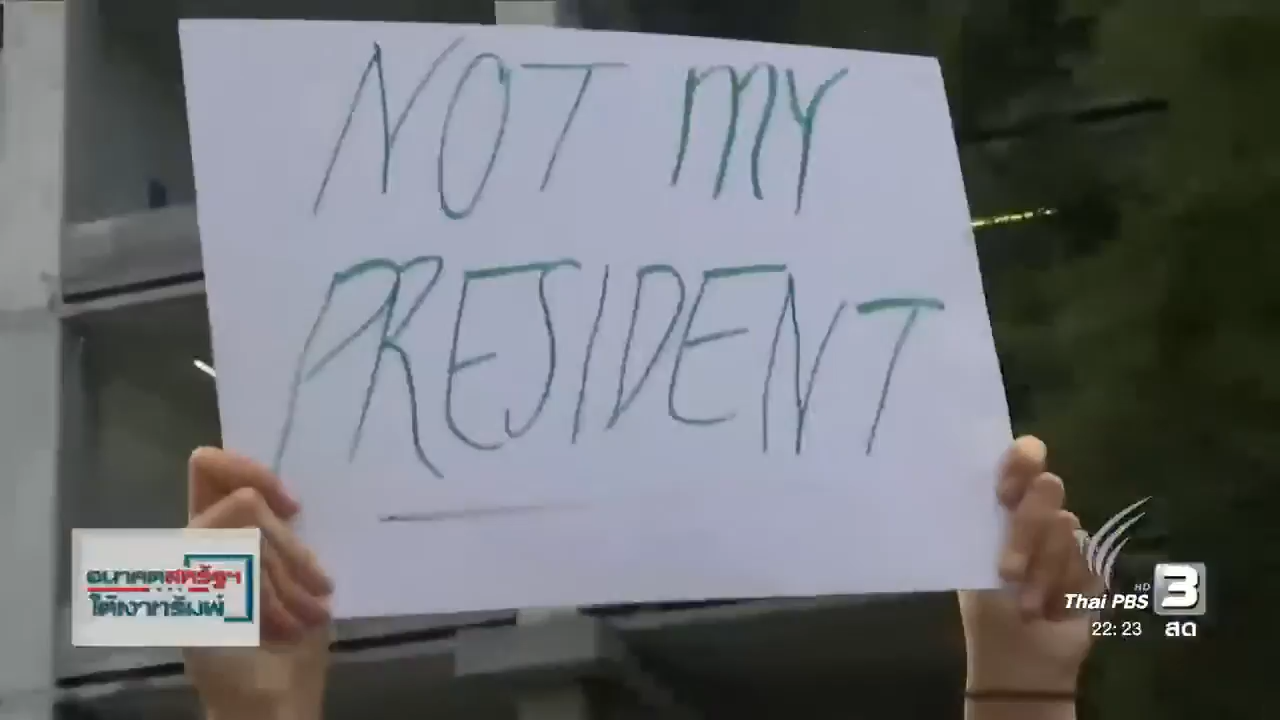 NOT MY
PRESIDENT
อนาคตสหรัฐฯ
ใต้เงาทรัมพ์
HD
Thai PBS 3
22:23 สด